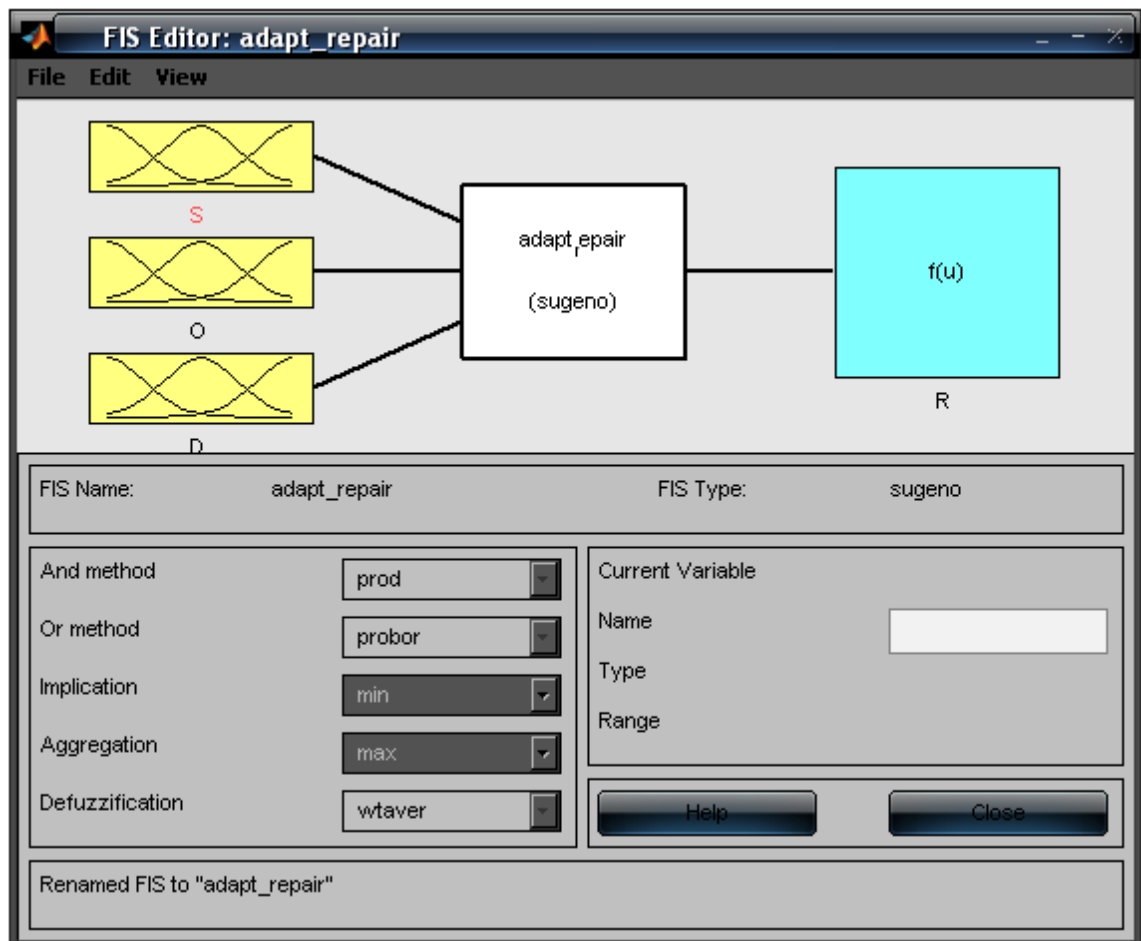 FIS Editor: adapt_repair
File Edit View
S
O
D
adapt_repair
(sugeno)
f(u)
R
FIS Name: adapt_repair FIS Type: sugeno
And method prod
Or method probor
Implication min
Aggregation max
Defuzzification wtaver
Current Variable
Name
Type
Range
Help Close
Renamed FIS to "adapt_repair"